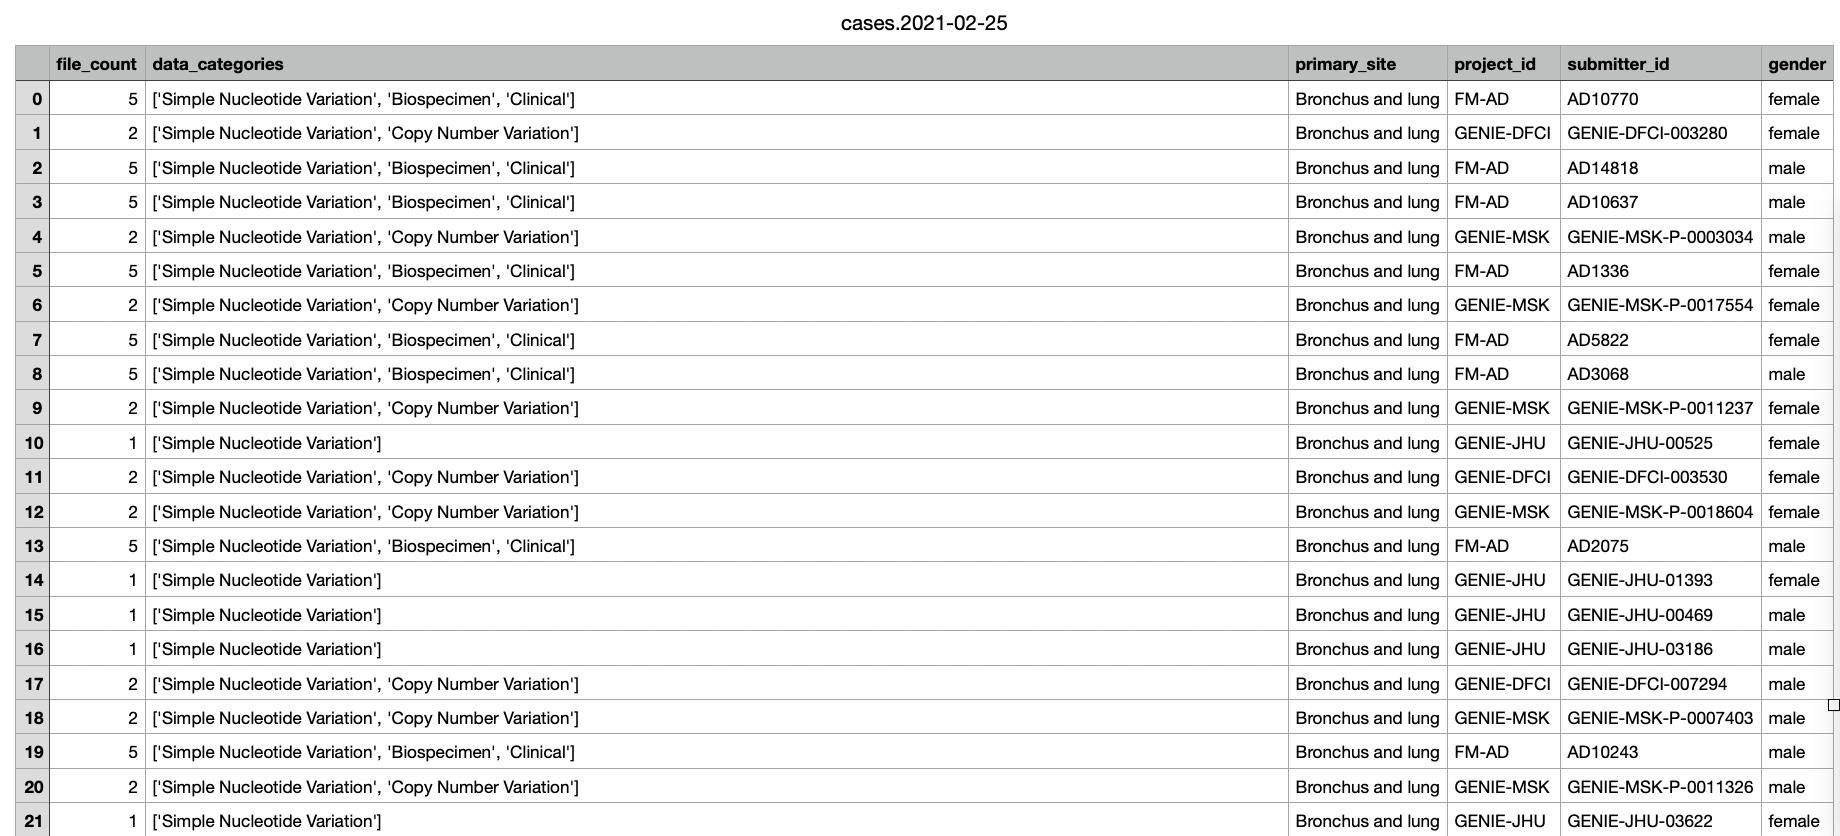 cases.2021-02-25
file_count data_categories primary_site project_id submitter_id gender
0 5 ['Simple Nucleotide Variation', 'Biospecimen', 'Clinical'] Bronchus and lung FM-AD AD10770 female
1 2 ['Simple Nucleotide Variation', 'Copy Number Variation'] Bronchus and lung GENIE-DFCI GENIE-DFCI-003280 female
2 5 ['Simple Nucleotide Variation', 'Biospecimen', 'Clinical'] Bronchus and lung FM-AD AD14818 male
3 5 ['Simple Nucleotide Variation', 'Biospecimen', 'Clinical'] Bronchus and lung FM-AD AD10637 male
4 2 ['Simple Nucleotide Variation', 'Copy Number Variation'] Bronchus and lung GENIE-MSK GENIE-MSK-P-0003034 male
5 5 ['Simple Nucleotide Variation', 'Biospecimen', 'Clinical'] Bronchus and lung FM-AD AD1336 female
6 2 ['Simple Nucleotide Variation', 'Copy Number Variation'] Bronchus and lung GENIE-MSK GENIE-MSK-P-0017554 female
7 5 ['Simple Nucleotide Variation', 'Biospecimen', 'Clinical'] Bronchus and lung FM-AD AD5822 female
8 5 ['Simple Nucleotide Variation', 'Biospecimen', 'Clinical'] Bronchus and lung FM-AD AD3068 male
9 2 ['Simple Nucleotide Variation', 'Copy Number Variation'] Bronchus and lung GENIE-MSK GENIE-MSK-P-0011237 female
10 1 ['Simple Nucleotide Variation'] Bronchus and lung GENIE-JHU GENIE-JHU-00525 female
11 2 ['Simple Nucleotide Variation', 'Copy Number Variation'] Bronchus and lung GENIE-DFCI GENIE-DFCI-003530 female
12 2 ['Simple Nucleotide Variation', 'Copy Number Variation'] Bronchus and lung GENIE-MSK GENIE-MSK-P-0018604 female
13 5 ['Simple Nucleotide Variation', 'Biospecimen', 'Clinical'] Bronchus and lung FM-AD AD2075 male
14 1 ['Simple Nucleotide Variation'] Bronchus and lung GENIE-JHU GENIE-JHU-01393 female
15 1 ['Simple Nucleotide Variation'] Bronchus and lung GENIE-JHU GENIE-JHU-00469 male
16 1 ['Simple Nucleotide Variation'] Bronchus and lung GENIE-JHU GENIE-JHU-03186 male
17 2 ['Simple Nucleotide Variation', 'Copy Number Variation'] Bronchus and lung GENIE-DFCI GENIE-DFCI-007294 male
18 2 ['Simple Nucleotide Variation', 'Copy Number Variation'] Bronchus and lung GENIE-MSK GENIE-MSK-P-0007403 male
19 5 ['Simple Nucleotide Variation', 'Biospecimen', 'Clinical'] Bronchus and lung FM-AD AD10243 male
20 2 ['Simple Nucleotide Variation', 'Copy Number Variation'] Bronchus and lung GENIE-MSK GENIE-MSK-P-0011326 male
21 1 ['Simple Nucleotide Variation'] Bronchus and lung GENIE-JHU GENIE-JHU-03622 female